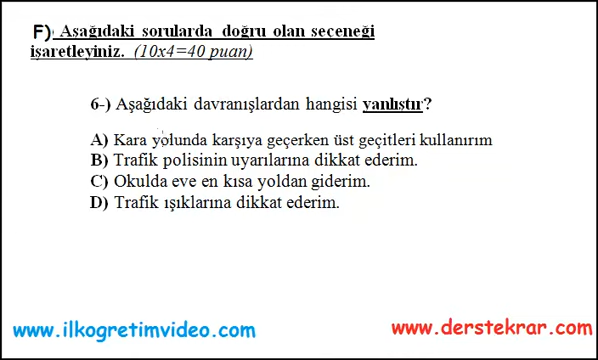 F) Aşağıdaki sorularda doğru olan seçeneği
işaretleyiniz. (10x4=40 puan)
6-) Aşağıdaki davranışlardan hangisi yanlıştır?
A) Kara yolunda karşıya geçerken üst geçitleri kullanırım
B) Trafik polisinin uyarılarına dikkat ederim.
C) Okulda eve en kısa yoldan giderim.
D) Trafik ışıklarına dikkat ederim.
www.ilkogretimvideo.com
www.derstekrar.com